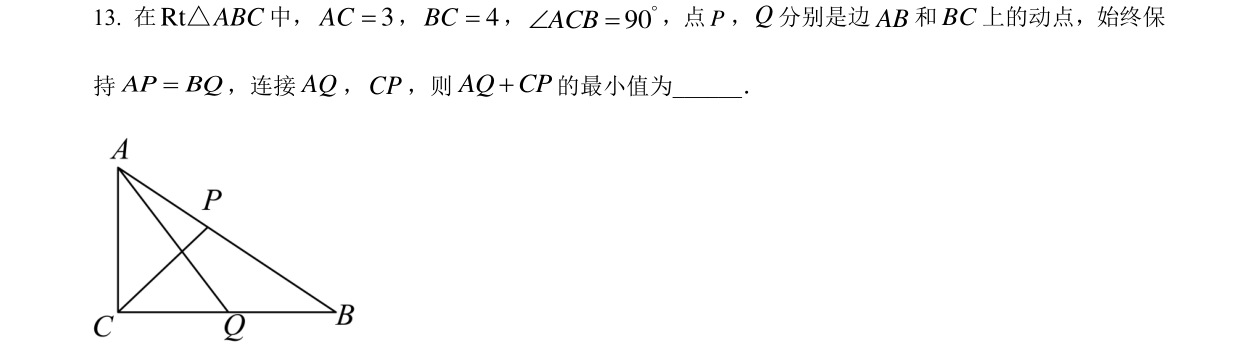 13. 在Rt△ABC中，AC=3，BC=4，∠ACB=90°，点P，Q分别是边AB和BC上的动点，始终保
持AP=BQ，连接AQ，CP，则AQ+CP的最小值为______．
A
P
C
Q
B